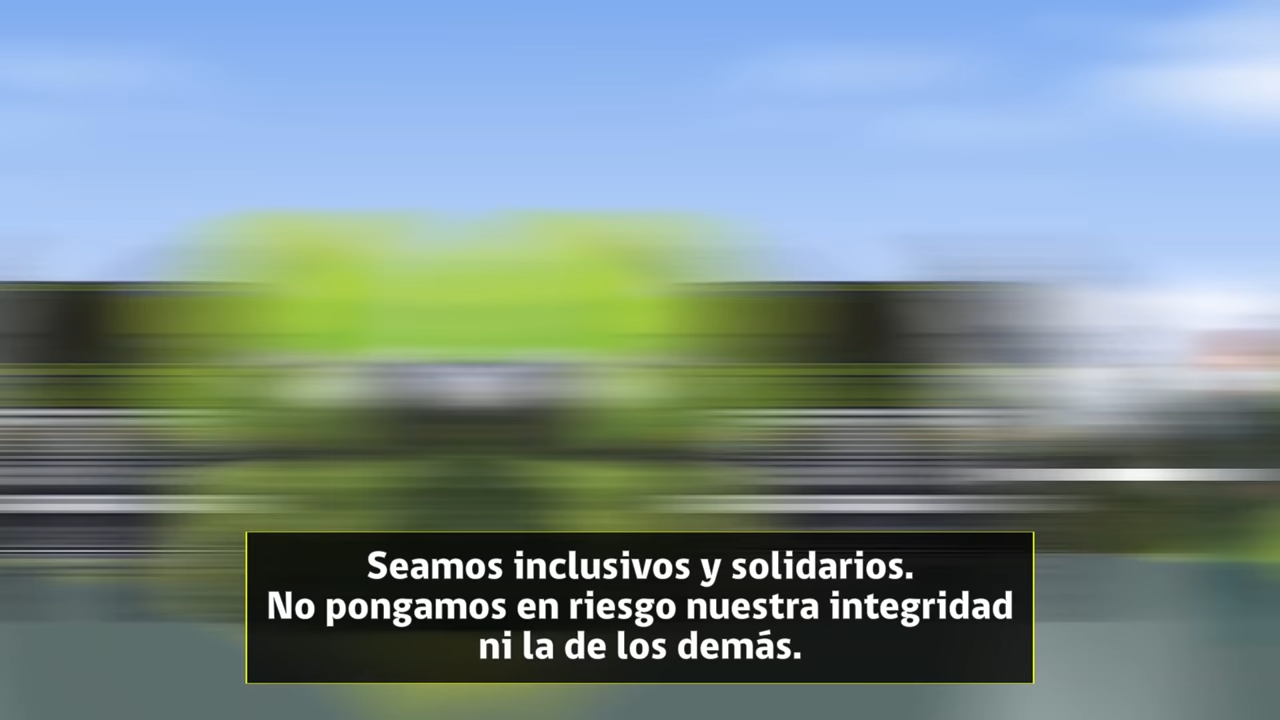 Seamos inclusivos y solidarios.
No pongamos en riesgo nuestra integridad
ni la de los demás.